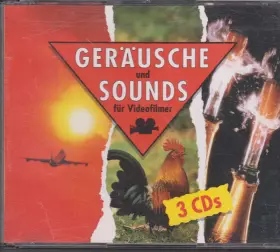 GERÄUSCHE
und
SOUNDS
für Videofilmer
3 CDs